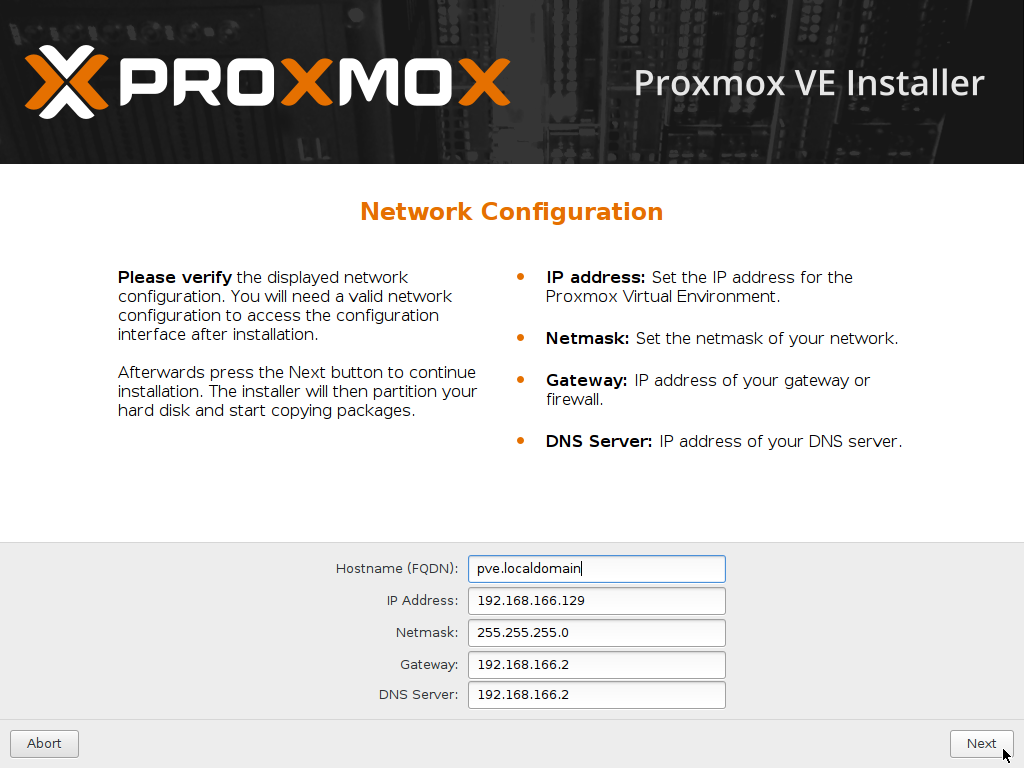 PROXMOX
Proxmox VE Installer
Network Configuration
Please verify the displayed network
configuration. You will need a valid network
configuration to access the configuration
interface after installation.
Afterwards press the Next button to continue
installation. The installer will then partition your
hard disk and start copying packages.
IP address: Set the IP address for the
Proxmox Virtual Environment.
Netmask: Set the netmask of your network.
Gateway: IP address of your gateway or
firewall.
DNS Server: IP address of your DNS server.
Hostname (FQDN): pve.localdomain
IP Address: 192.168.166.129
Netmask: 255.255.255.0
Gateway: 192.168.166.2
DNS Server: 192.168.166.2
Abort
Next